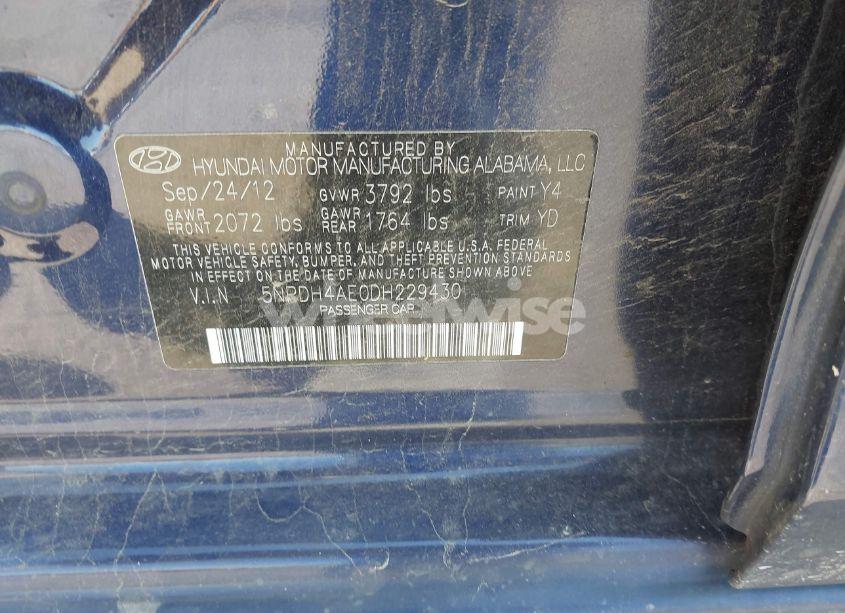 MANUFACTURED BY
HYUNDAI MOTOR MANUFACTURING ALABAMA, LLC
Sep/24/12 GVWR 3792 lbs PAINT Y4
GAWR FRONT 2072 lbs GAWR REAR 1764 lbs TRIM YD
THIS VEHICLE CONFORMS TO ALL APPLICABLE U.S.A. FEDERAL
MOTOR VEHICLE SAFETY, BUMPER, AND THEFT PREVENTION STANDARDS
IN EFFECT ON THE DATE OF MANUFACTURE SHOWN ABOVE
V.I.N 5NPDH4AE0DH229430
PASSENGER CAR
wheelwise